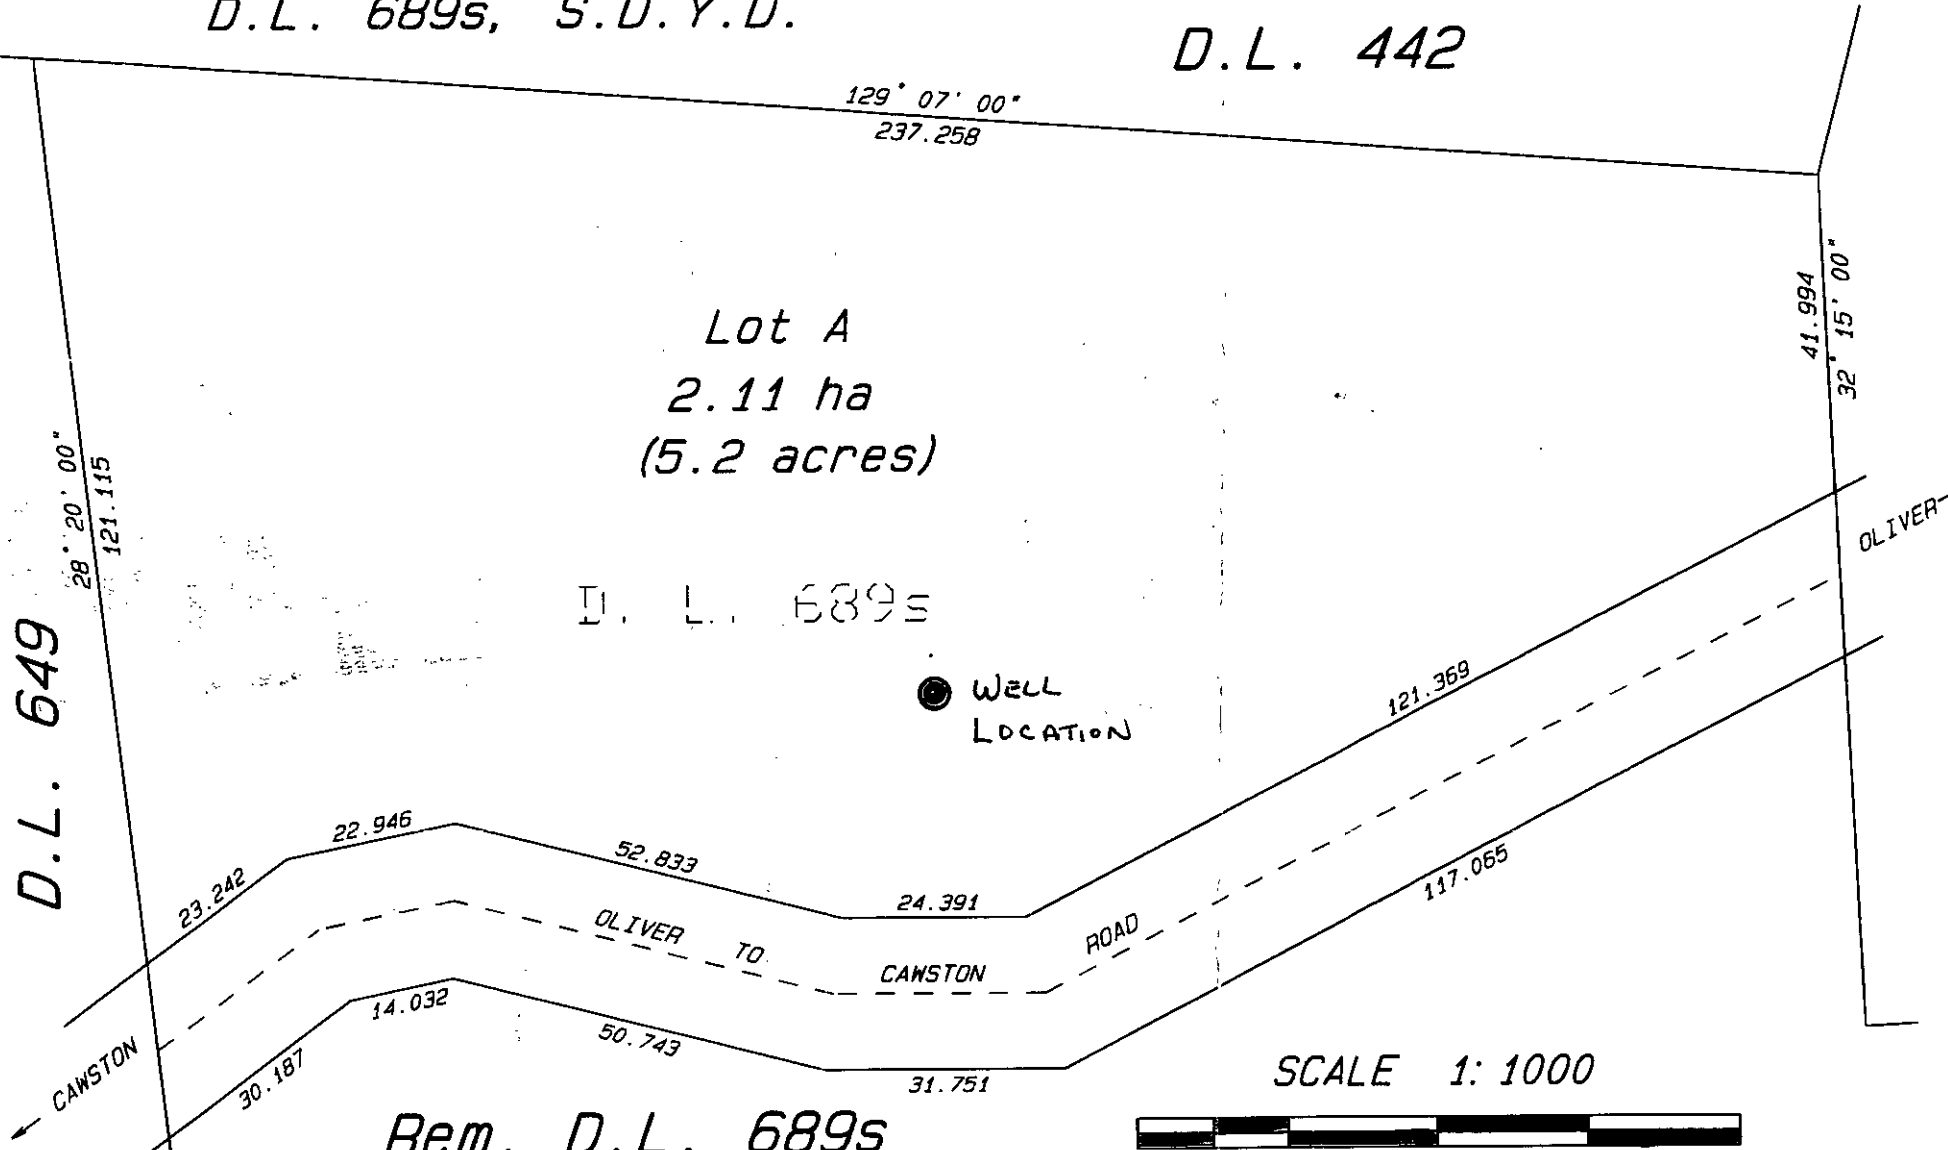 D.L. 689s, S.D.Y.D.
D.L. 442
129° 07' 00"
237.258
41.994
32° 15' 00"
Lot A
2.11 ha
(5.2 acres)
28° 20' 00"
121.115
D.L. 649
D. L. 689s
WELL
LOCATION
OLIVER
121.369
117.065
22.946
23.242
52.833
24.391
OLIVER TO CAWSTON ROAD
14.032
50.743
31.751
30.187
CAWSTON
SCALE 1:1000
Rem. D.L. 689s